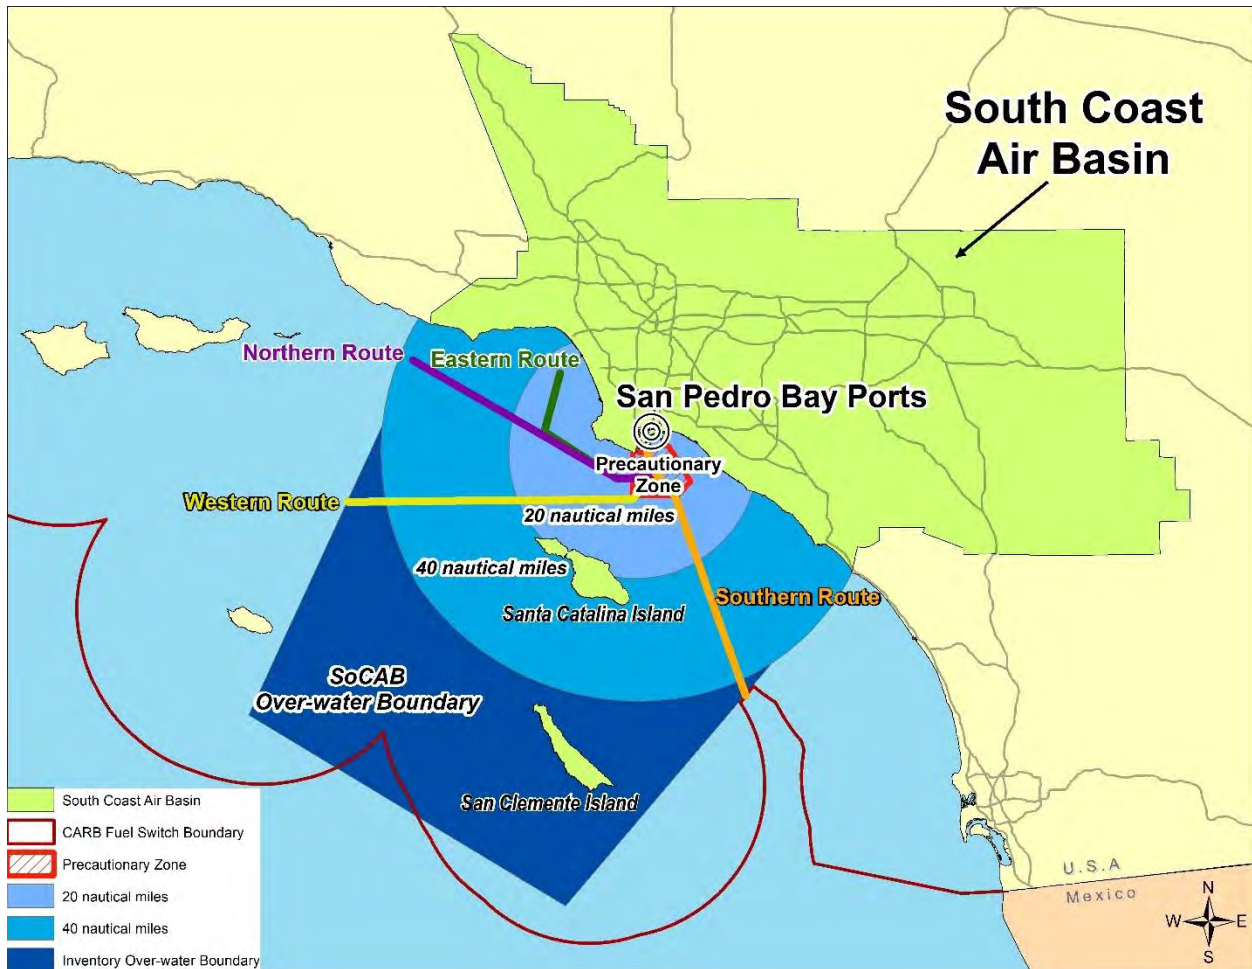 South Coast
Air Basin
Northern Route
Eastern Route
San Pedro Bay Ports
Precautionary
Zone
Western Route
20 nautical miles
40 nautical miles
Santa Catalina Island
Southern Route
SoCAB
Over-water Boundary
San Clemente Island
South Coast Air Basin
CARB Fuel Switch Boundary
Precautionary Zone
20 nautical miles
40 nautical miles
Inventory Over-water Boundary
U.S.A
Mexico
N
W
E
S